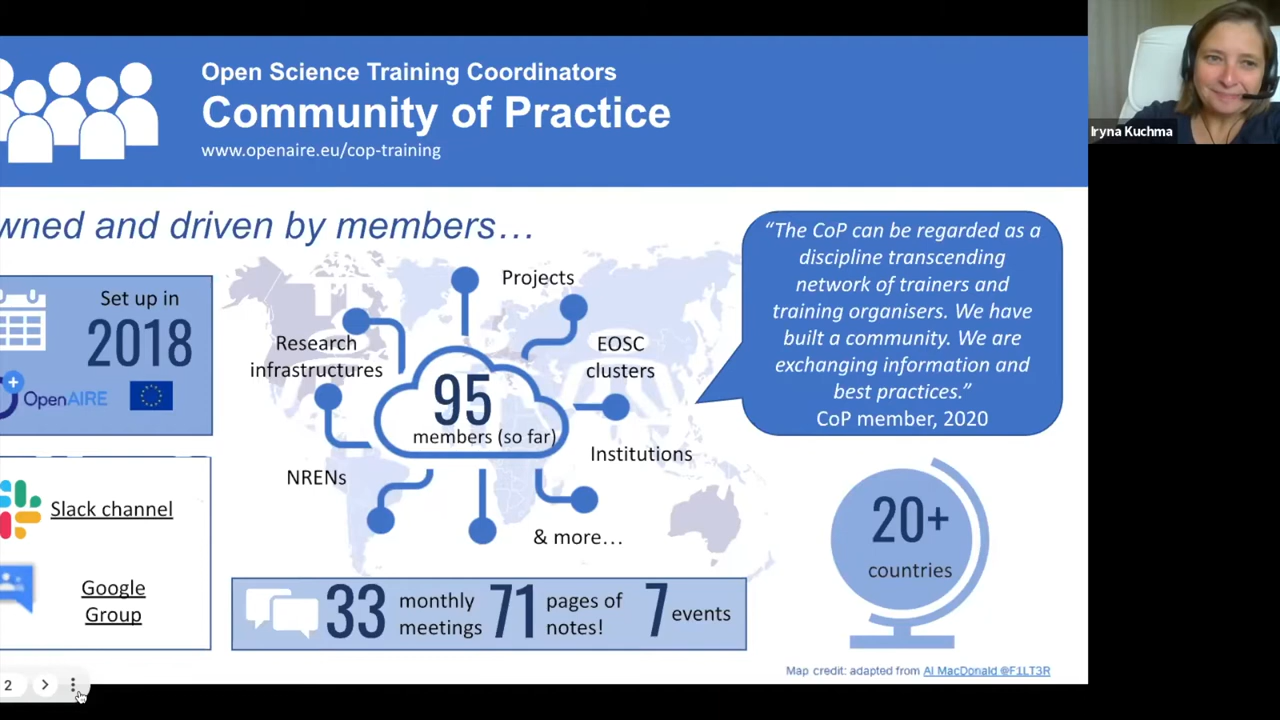 Open Science Training Coordinators
Community of Practice
www.openaire.eu/cop-training
Iryna Kuchma
wned and driven by members…
Set up in
2018
OpenAIRE
Slack channel
Google
Group
Projects
Research
infrastructures
EOSC
clusters
95
members (so far)
Institutions
NRENs
& more…
33
monthly
meetings
71
pages of
notes!
7
events
“The CoP can be regarded as a
discipline transcending
network of trainers and
training organisers. We have
built a community. We are
exchanging information and
best practices.”
CoP member, 2020
20+
countries
Map credit: adapted from Al MacDonald @F1LT3R
2